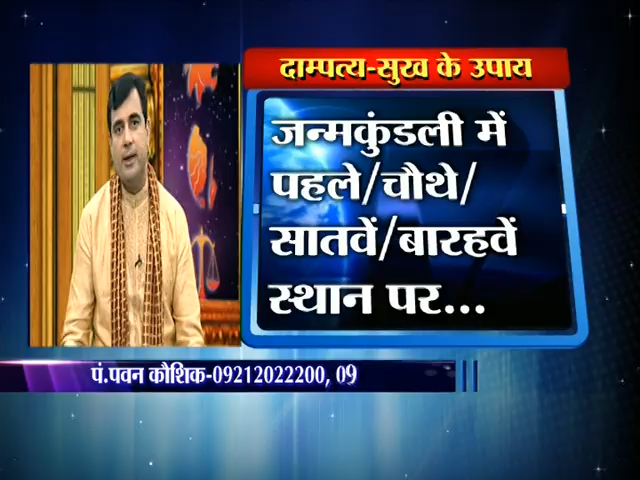 दाम्पत्य-सुख के उपाय
जन्मकुंडली में
पहले/चौथे/
सातवें/बारहवें
स्थान पर...
पं.पवन कौशिक-09212022200, 09